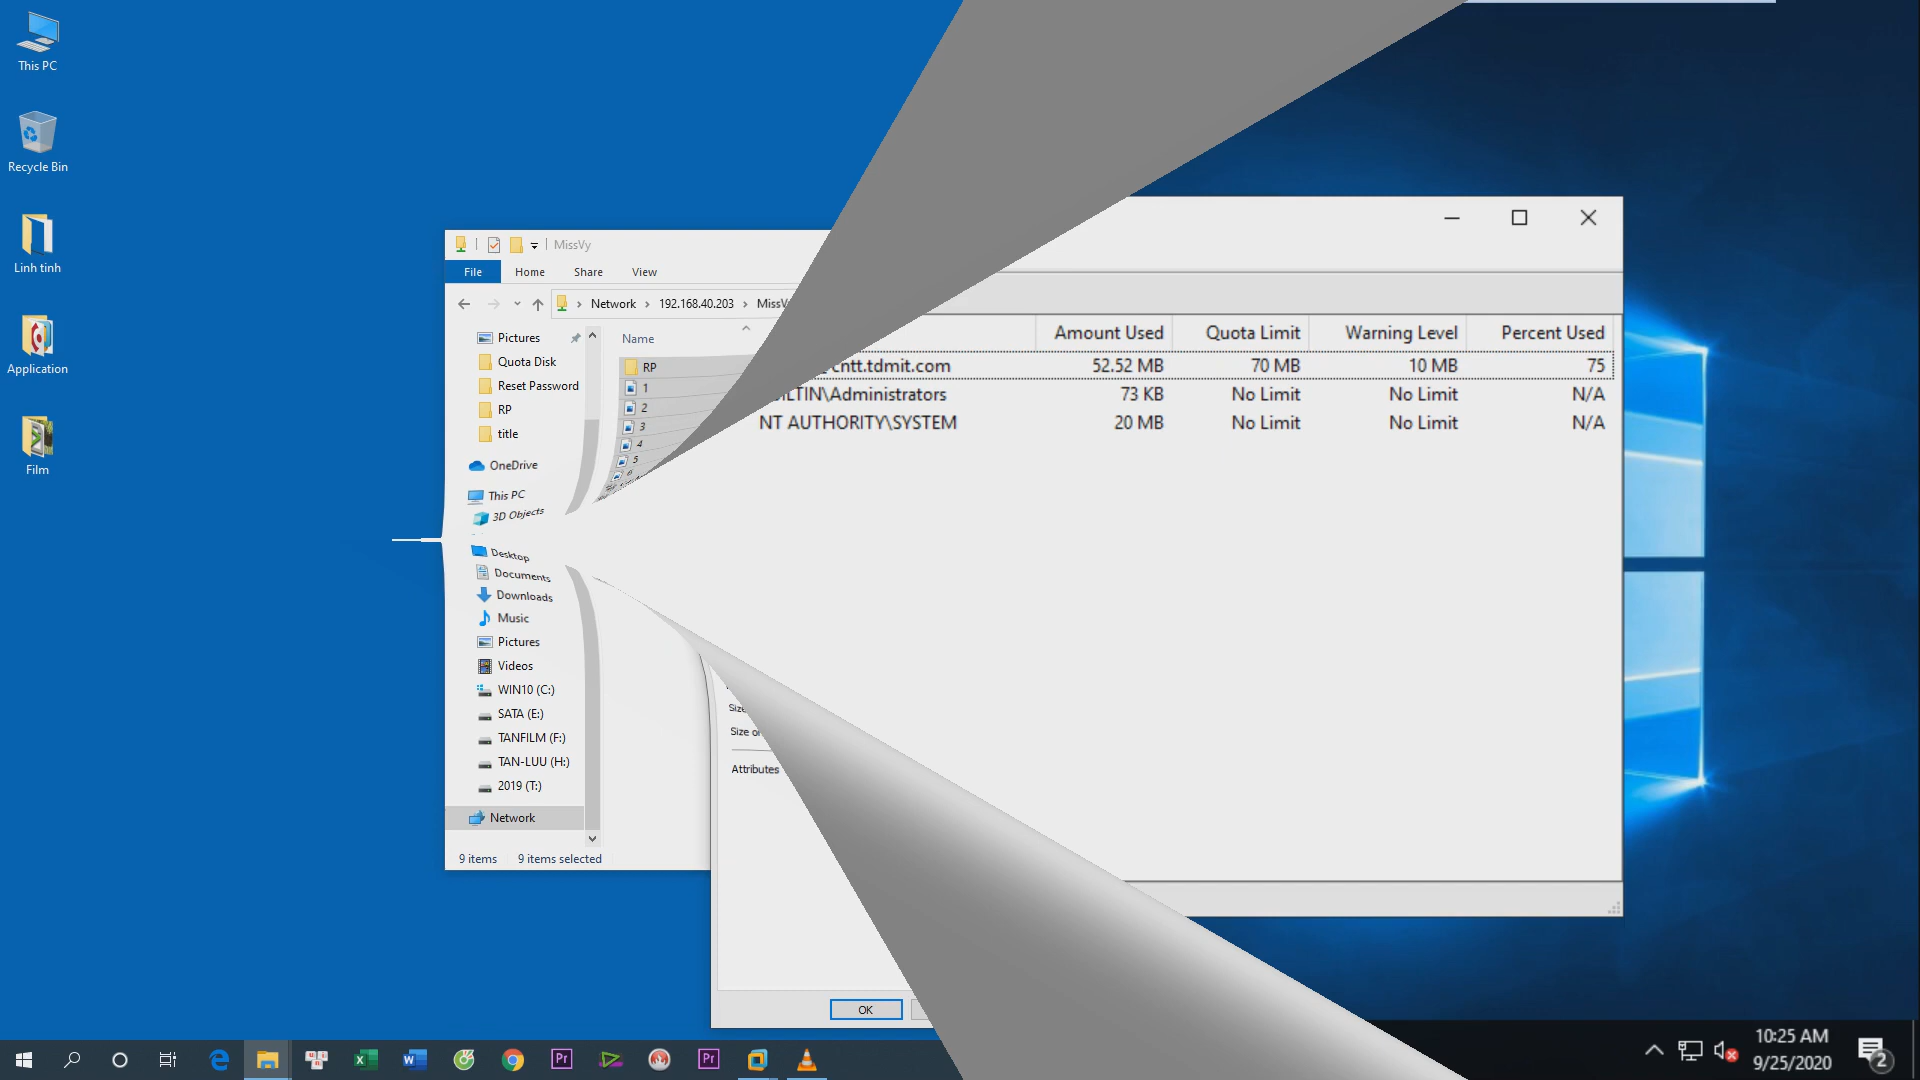 This PC
Recycle Bin
Linh tinh
Application
Film
MissVy
File
Home
Share
View
Network
192.168.40.203
Pictures
Quota Disk
Reset Password
RP
title
OneDrive
This PC
3D Objects
Desktop
Documents
Downloads
Music
Pictures
Videos
WIN10 (C:)
SATA (E:)
TANFILM (F:)
TAN-LUU (H:)
2019 (T:)
Network
9 items
9 items selected
Name
RP
1
2
3
4
5
6
Size
Attributes
OK
Amount Used Quota Limit Warning Level Percent Used
cntt.tdmit.com 52.52 MB 70 MB 10 MB 75
\Administrators 73 KB No Limit No Limit N/A
NT AUTHORITY\SYSTEM 20 MB No Limit No Limit N/A
10:25 AM
9/25/2020
2